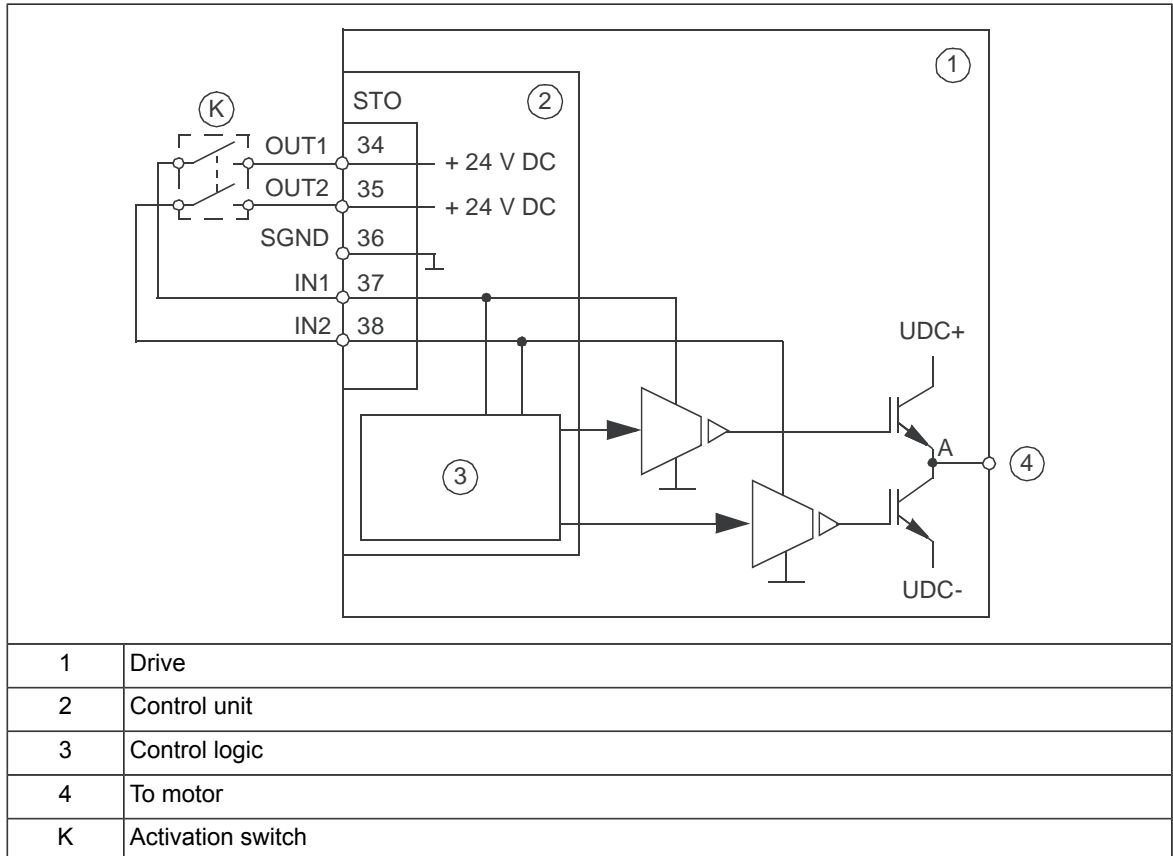 1
STO
2
K
OUT1
34
+ 24 V DC
OUT2
35
+ 24 V DC
SGND
36
IN1
37
IN2
38
UDC+
A
4
3
UDC-
1 Drive
2 Control unit
3 Control logic
4 To motor
K Activation switch